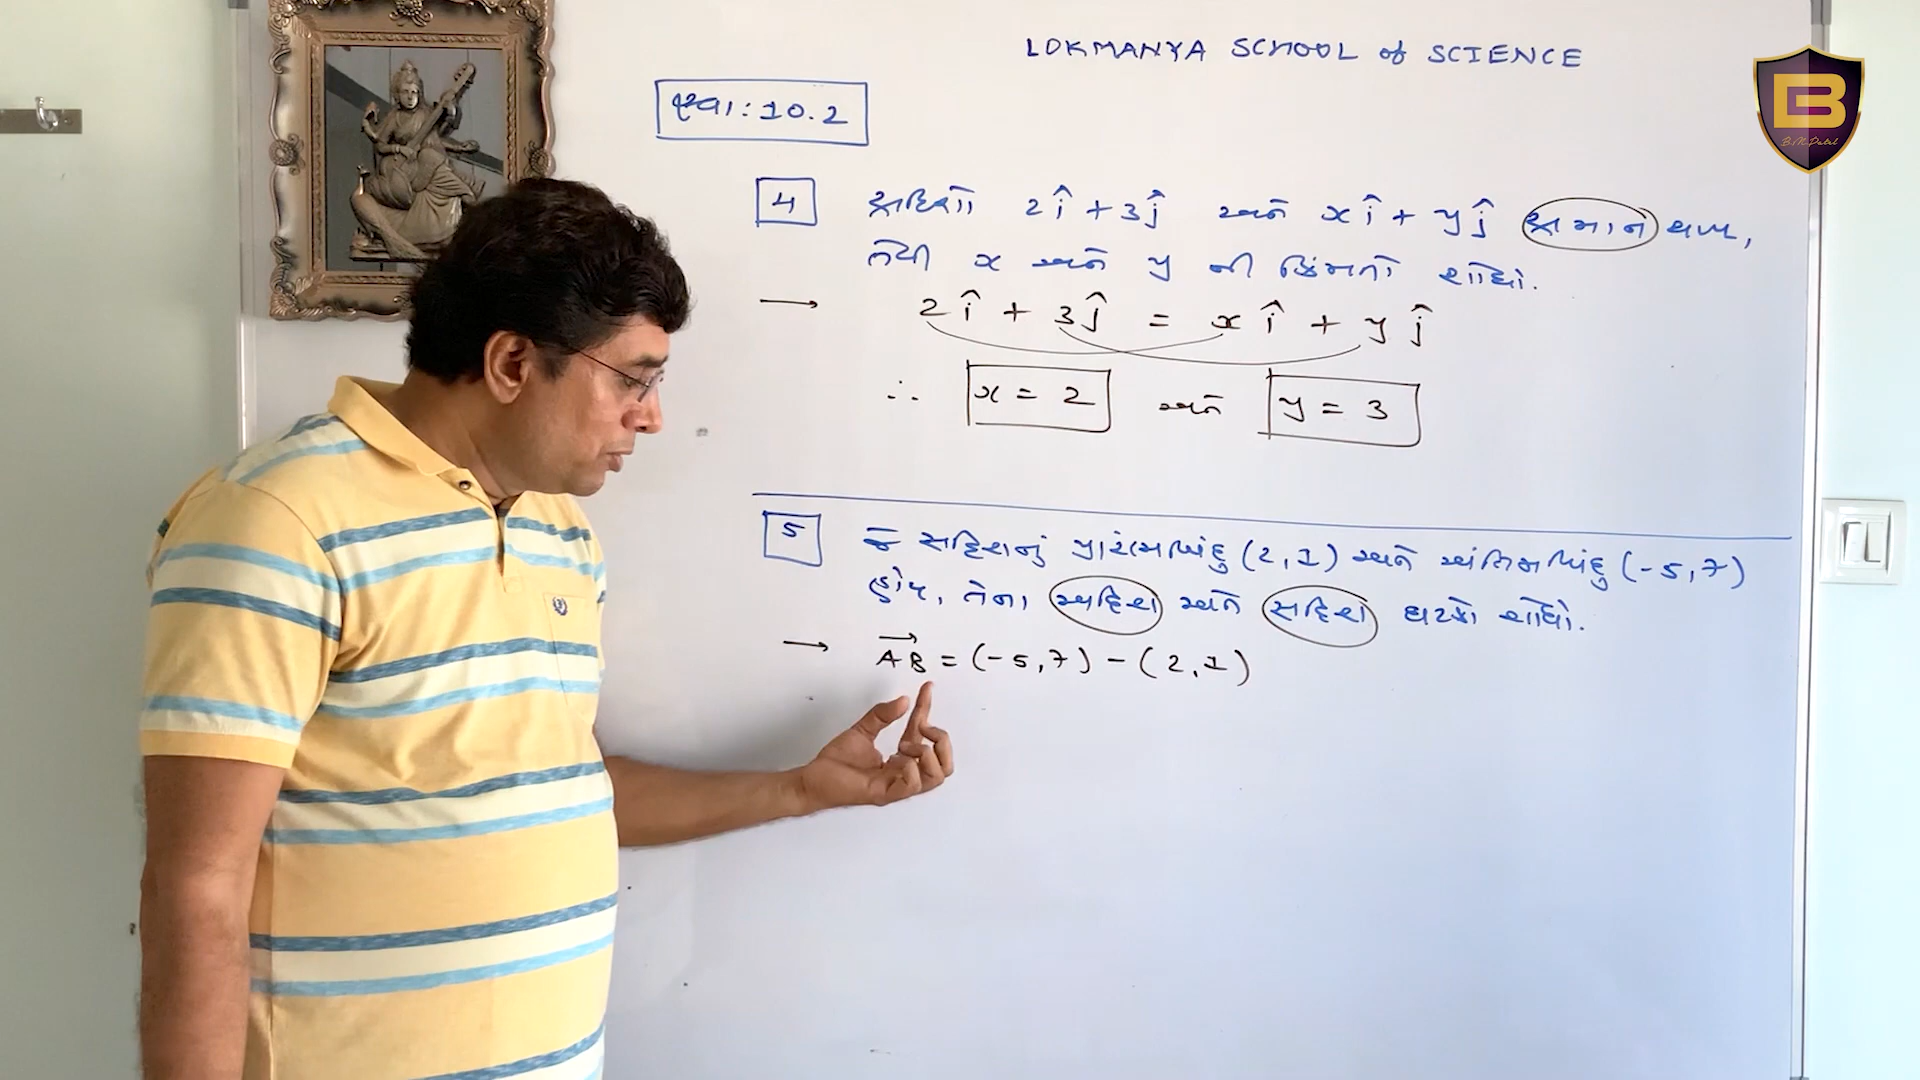 LOKMANYA SCHOOL of SCIENCE
B
B.M.Patel
સ્વા : 10.2
4 સદિશો 2î + 3ĵ અને xî + yĵ સમાન થાય,
તેથી x અને y ની કિંમતો શોધો.
→ 2î + 3ĵ = xî + yĵ
∴ x = 2 અને y = 3
5 જે સદિશનું પ્રારંભબિંદુ (2,1) અને અંતિમબિંદુ (-5,7)
હોય, તેના અદિશ અને સદિશ ઘટકો શોધો.
→ $\overrightarrow{AB}$ = (-5,7) - (2,1)